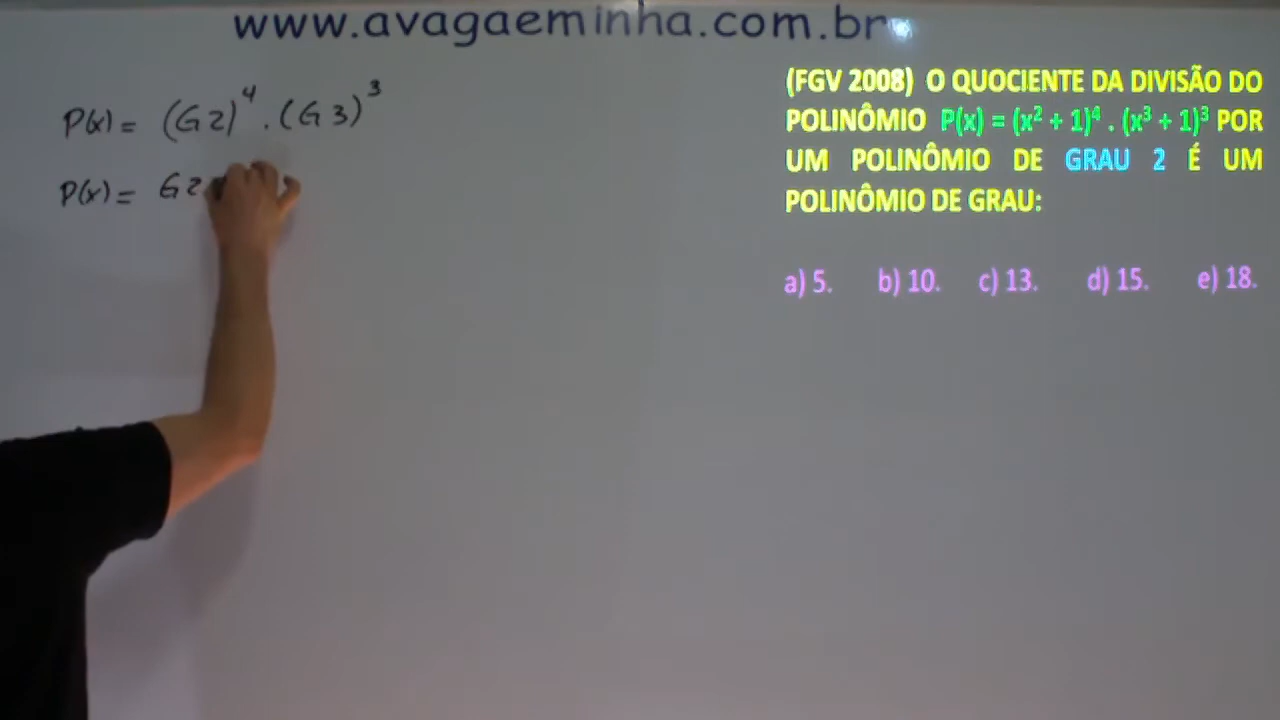 www.avagaeminha.com.br
P(x) = (G2)^4 . (G3)^3
P(x) = G2
(FGV 2008) O QUOCIENTE DA DIVISÃO DO
POLINÔMIO P(x) = (x² + 1)⁴ . (x³ + 1)³ POR
UM POLINÔMIO DE GRAU 2 É UM
POLINÔMIO DE GRAU:
a) 5. b) 10. c) 13. d) 15. e) 18.